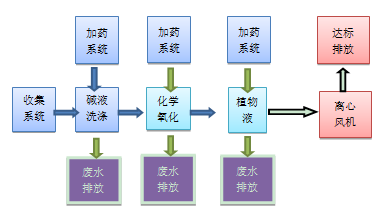 加药
系统
加药
系统
加药
系统
达标
排放
收集
系统
碱液
洗涤
化学
氧化
植物
液
离心
风机
废水
排放
废水
排放
废水
排放